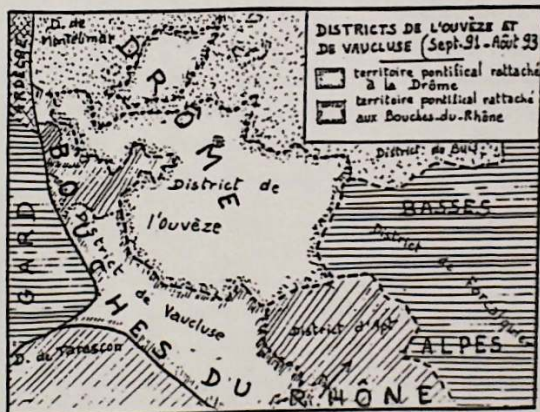 DISTRICTS DE L'OUVÈZE ET
DE VAUCLUSE (Sept.91-Août 93
territoire pontifical rattaché
à la Drôme
territoire pontifical rattaché
aux Bouches-du-Rhône
D. de
Montélimar
ARDÈCHE
DRÔME
District de Buis
BOUCHES DU RHÔNE
GARD
District de
l'Ouvèze
BASSES
ALPES
District de Forcalquier
District de Vaucluse
District d'Apt
D. de Tarascon